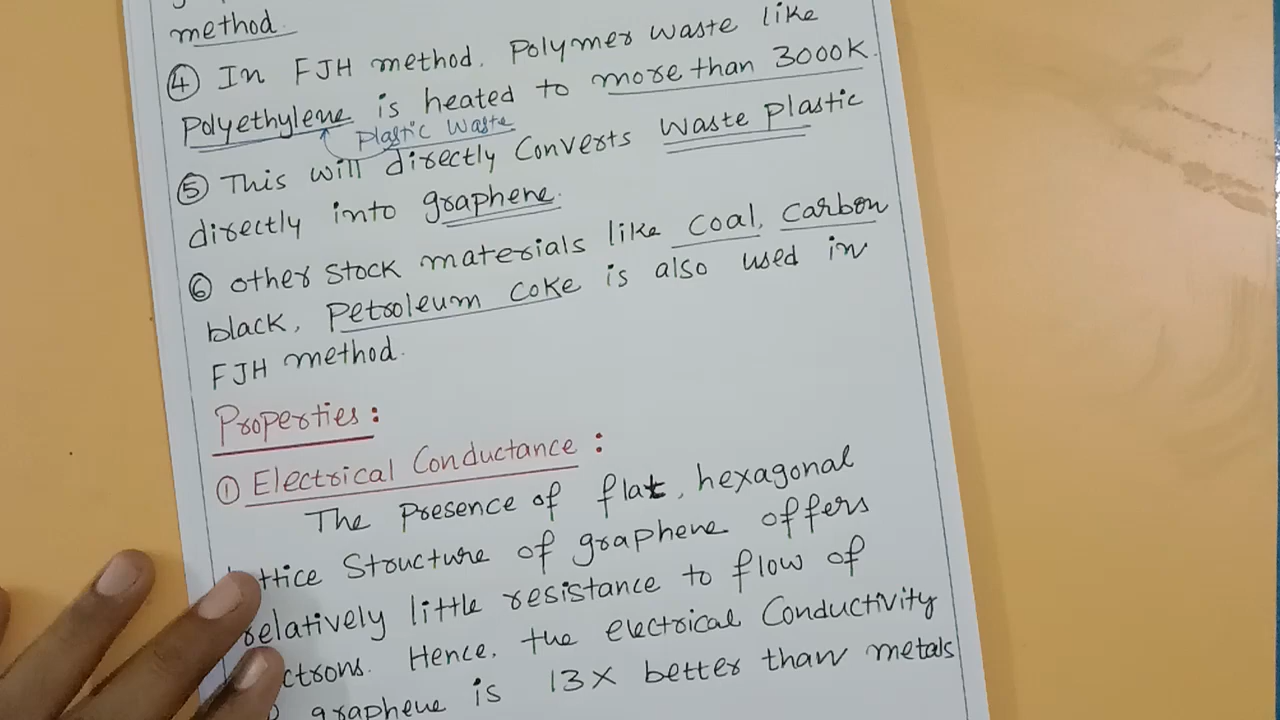 method.
④ In FJH method, Polymer waste like
Polyethylene is heated to more than 3000K.
Plastic Waste
⑤ This will directly converts waste plastic
directly into graphene.
⑥ other stock materials like coal, carbon
black, Petroleum coke is also used in
FJH method.
Properties:
① Electrical Conductance:
The presence of flat, hexagonal
ttice structure of graphene offers
relatively little resistance to flow of
ctrons. Hence, the electrical Conductivity
graphene is 13X better than metals